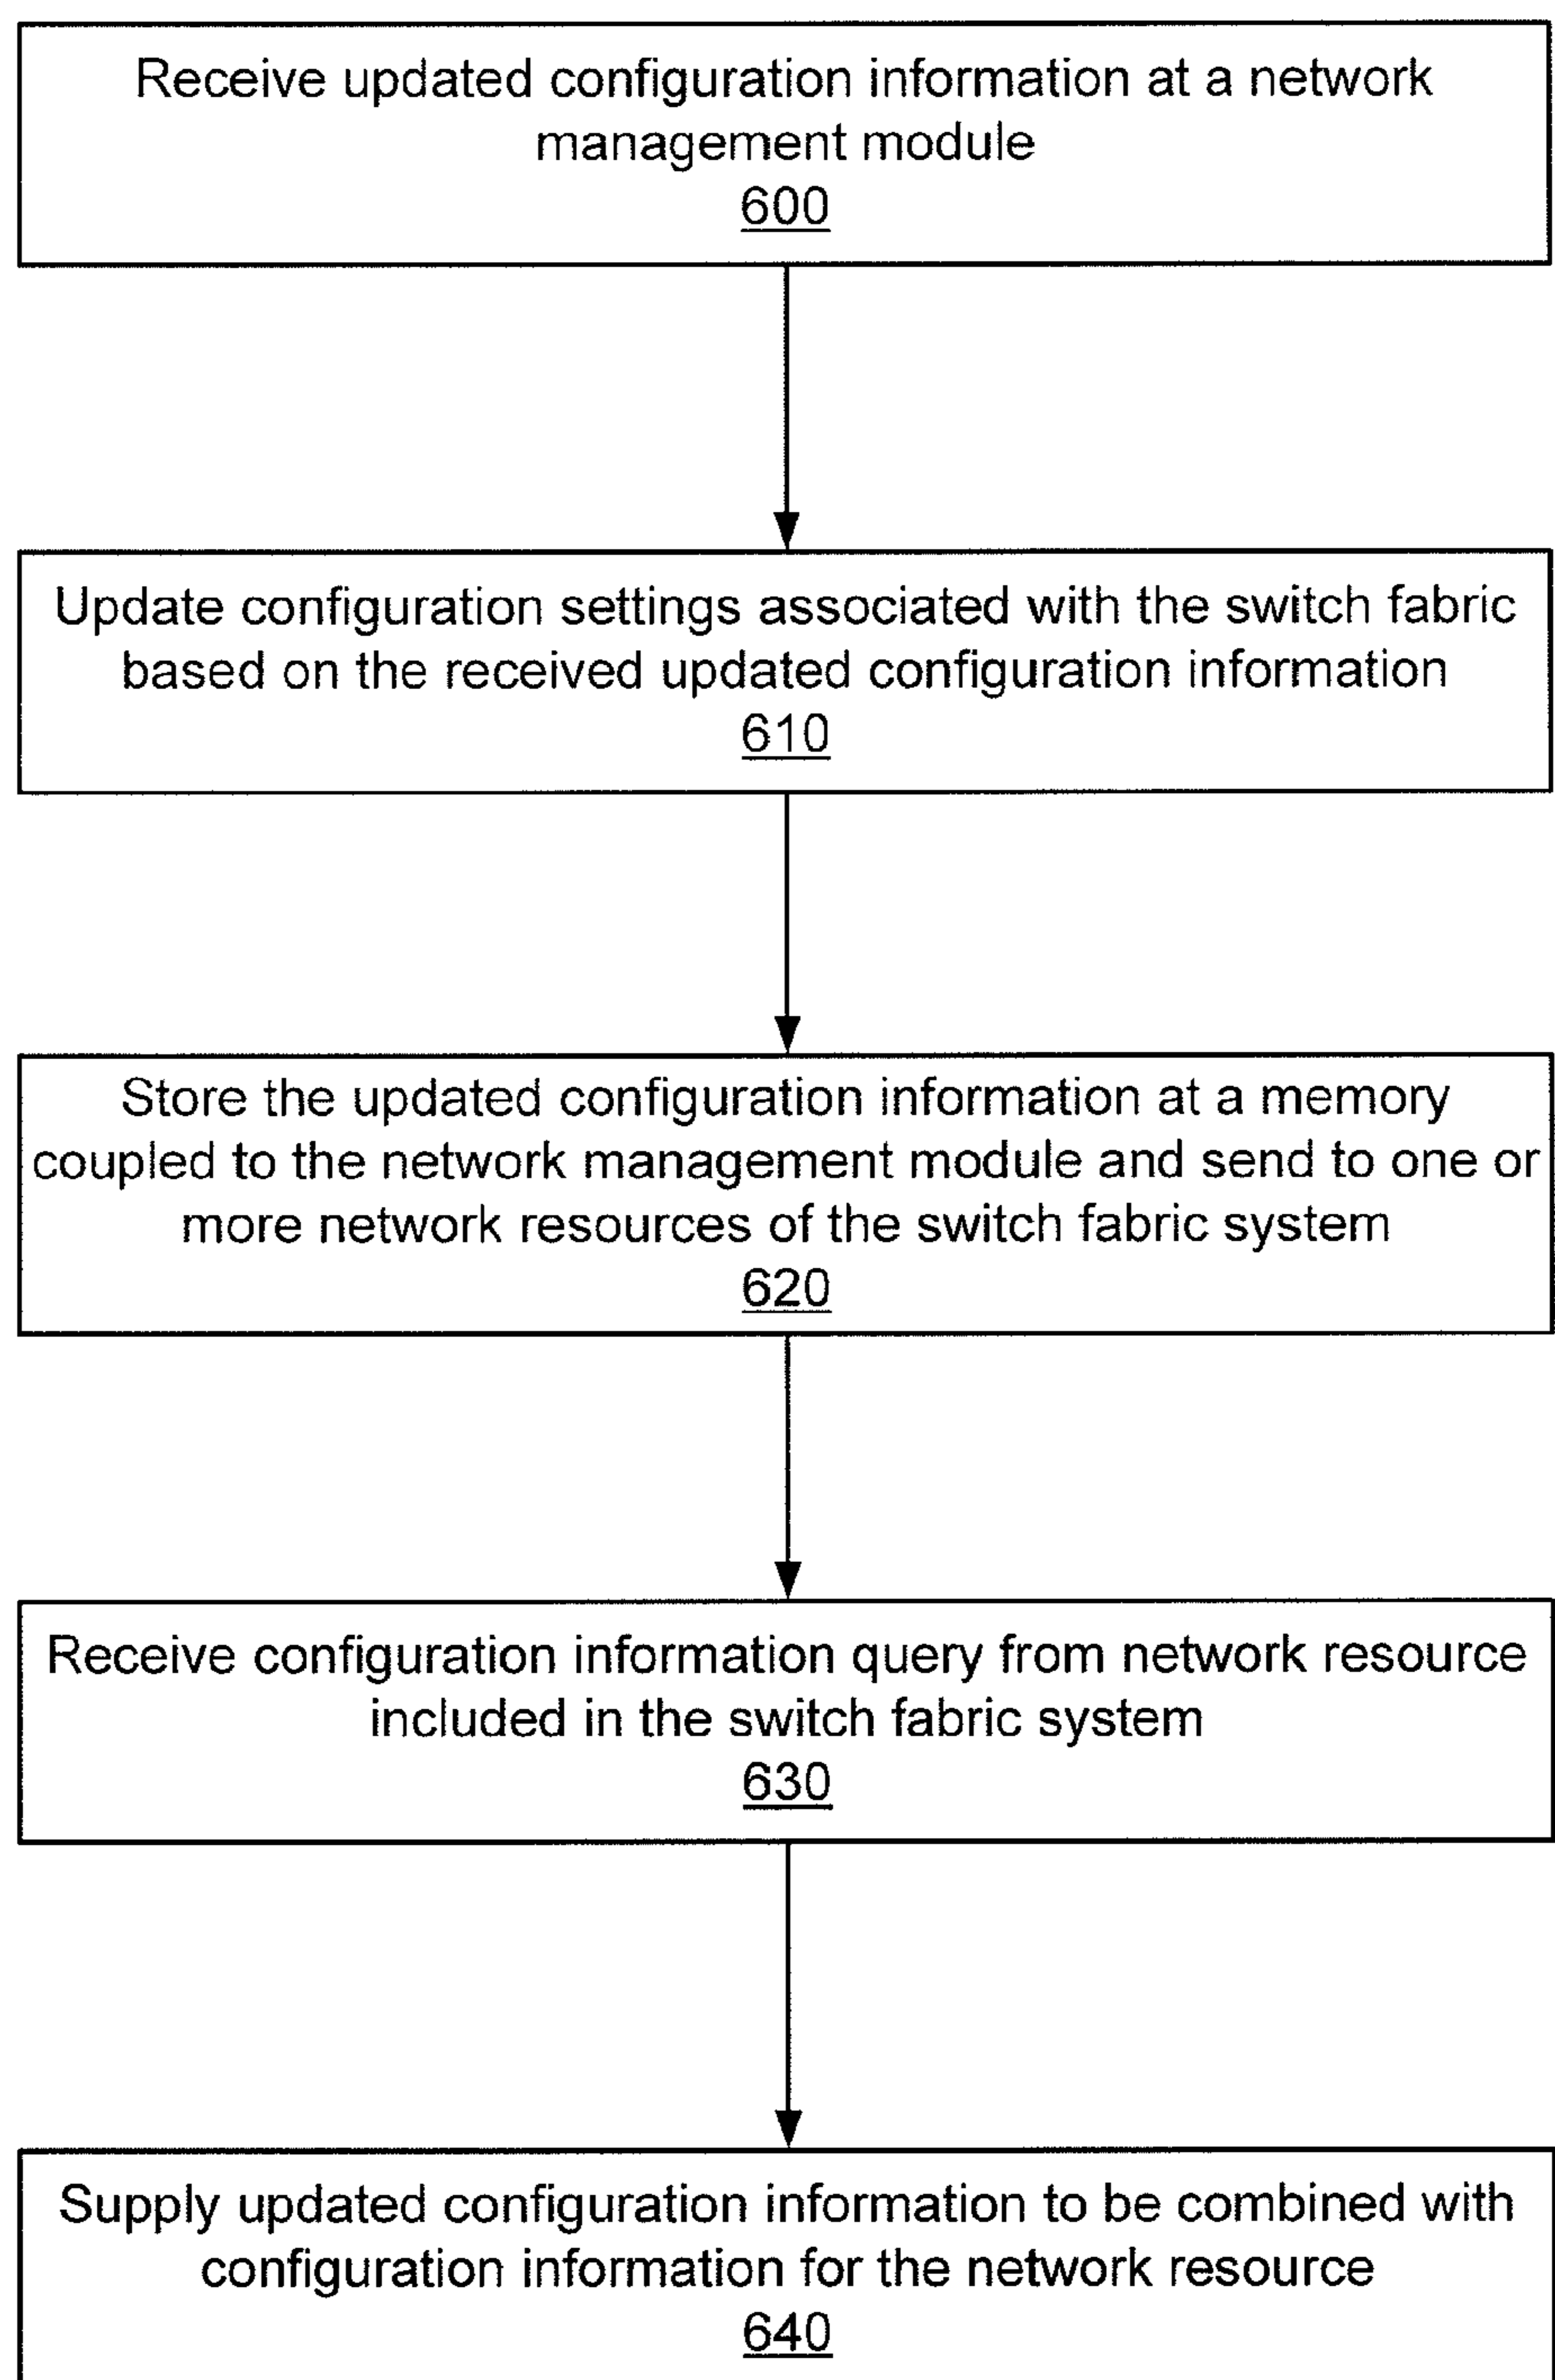 Receive updated configuration information at a network
management module
600
Update configuration settings associated with the switch fabric
based on the received updated configuration information
610
Store the updated configuration information at a memory
coupled to the network management module and send to one or
more network resources of the switch fabric system
620
Receive configuration information query from network resource
included in the switch fabric system
630
Supply updated configuration information to be combined with
configuration information for the network resource
640